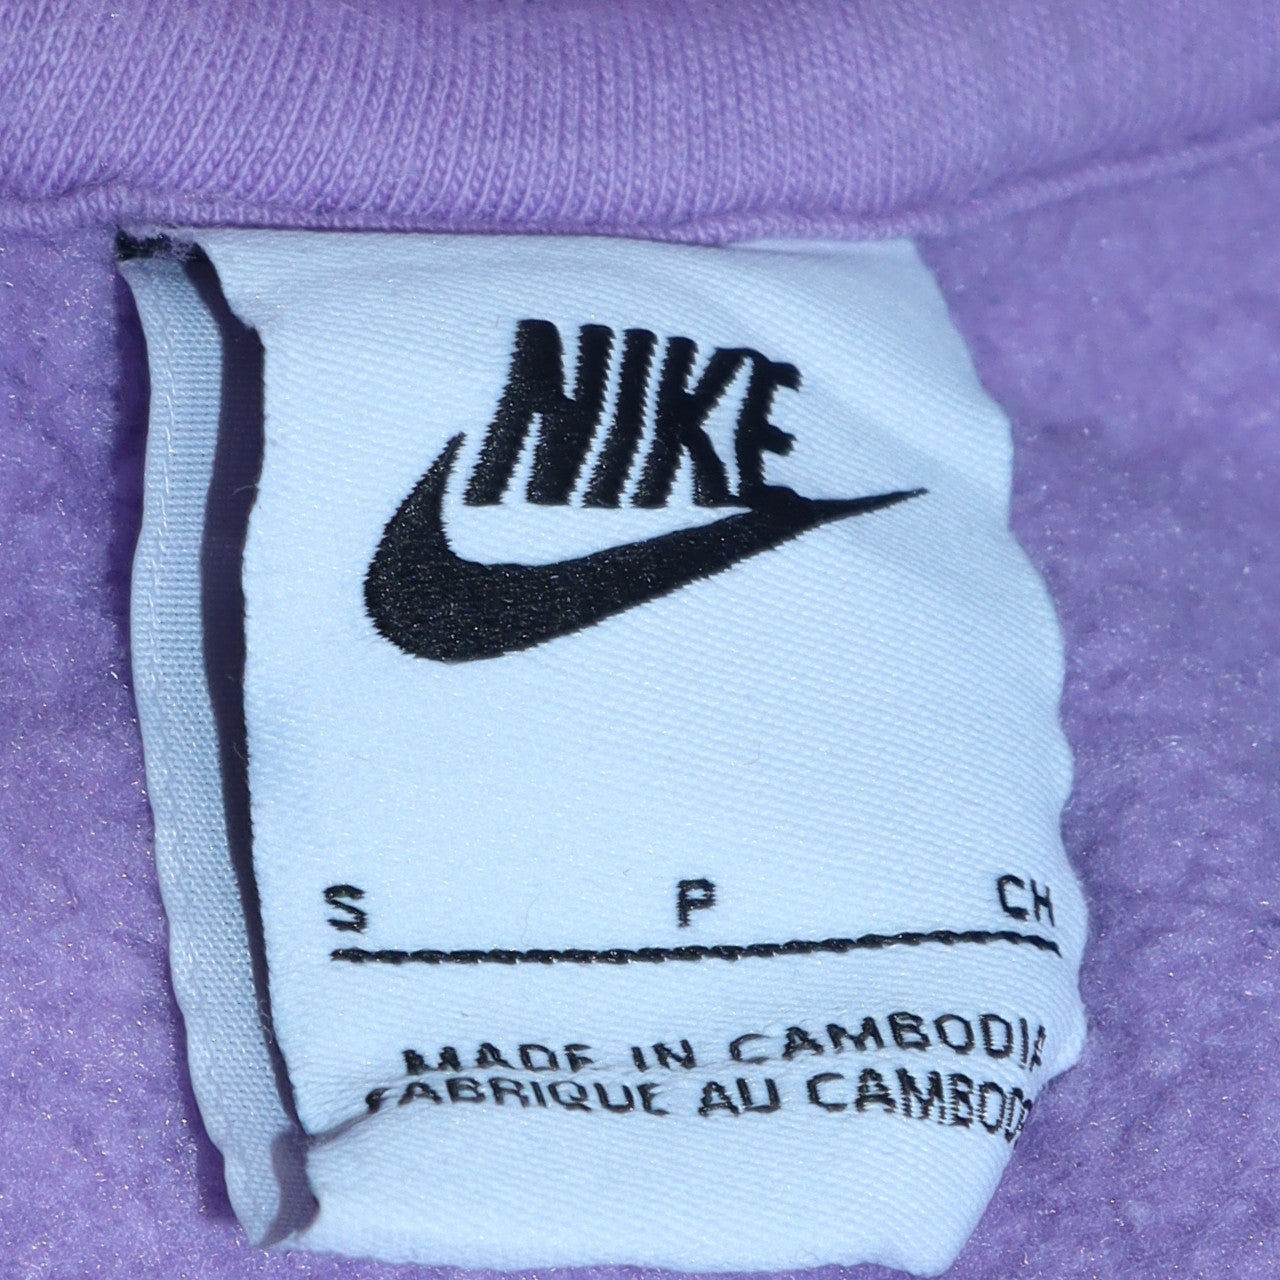 NIKE
S P CH
MADE IN CAMBODIA
FABRIQUE AU CAMBODGE